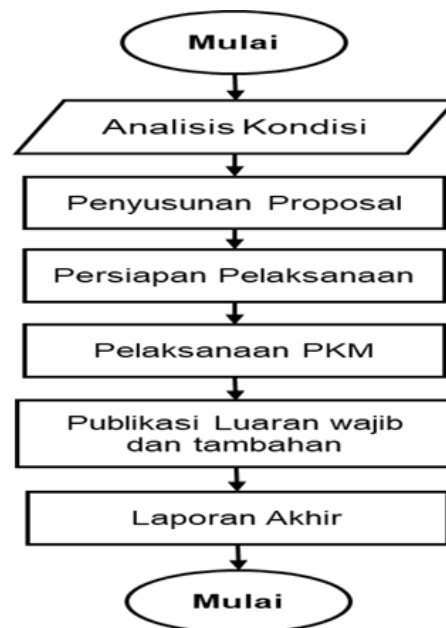 Mulai
Analisis Kondisi
Penyusunan Proposal
Persiapan Pelaksanaan
Pelaksanaan PKM
Publikasi Luaran wajib
dan tambahan
Laporan Akhir
Mulai